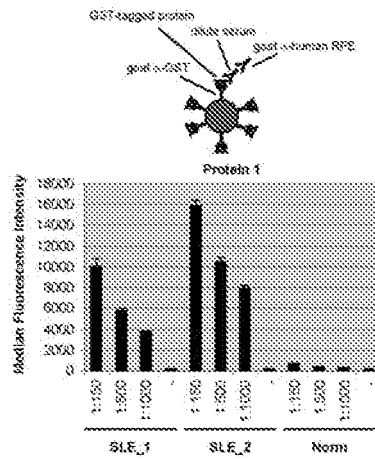 GST-tagged protein
dilute serum
goat α-human RPE
goat α-GST
Protein 1
Median Fluorescence Intensity
18000
16000
14000
12000
10000
8000
6000
4000
2000
0
1:150 1:500 1:1000 - 1:150 1:500 1:1000 - 1:150 1:500 1:1000 -
SLE_1 SLE_2 Norm